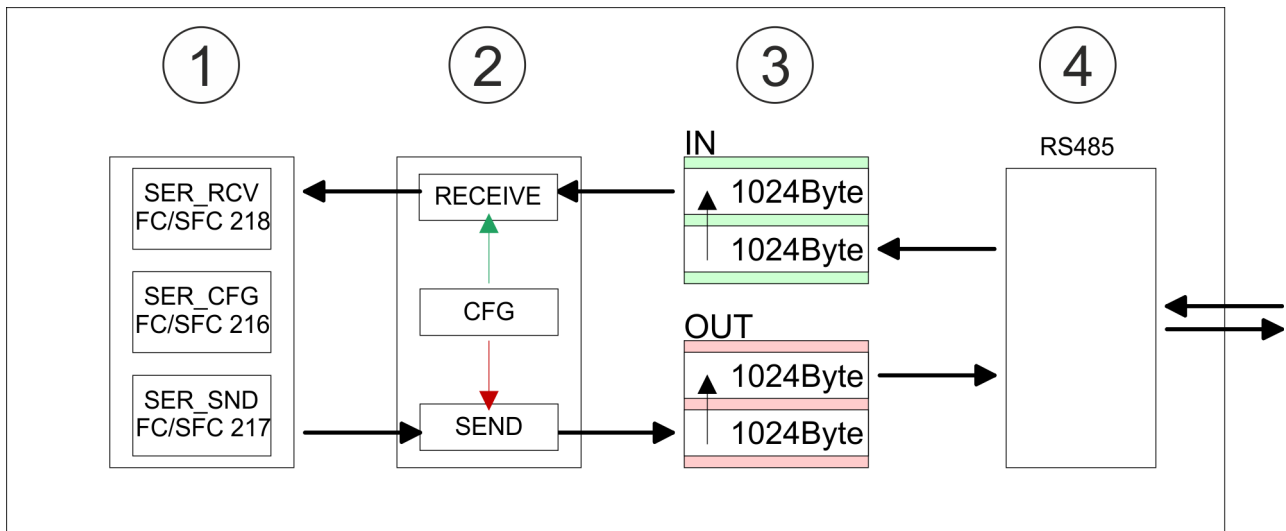 1
2
3
4
SER_RCV
FC/SFC 218
SER_CFG
FC/SFC 216
SER_SND
FC/SFC 217
RECEIVE
CFG
SEND
IN
1024Byte
1024Byte
OUT
1024Byte
1024Byte
RS485